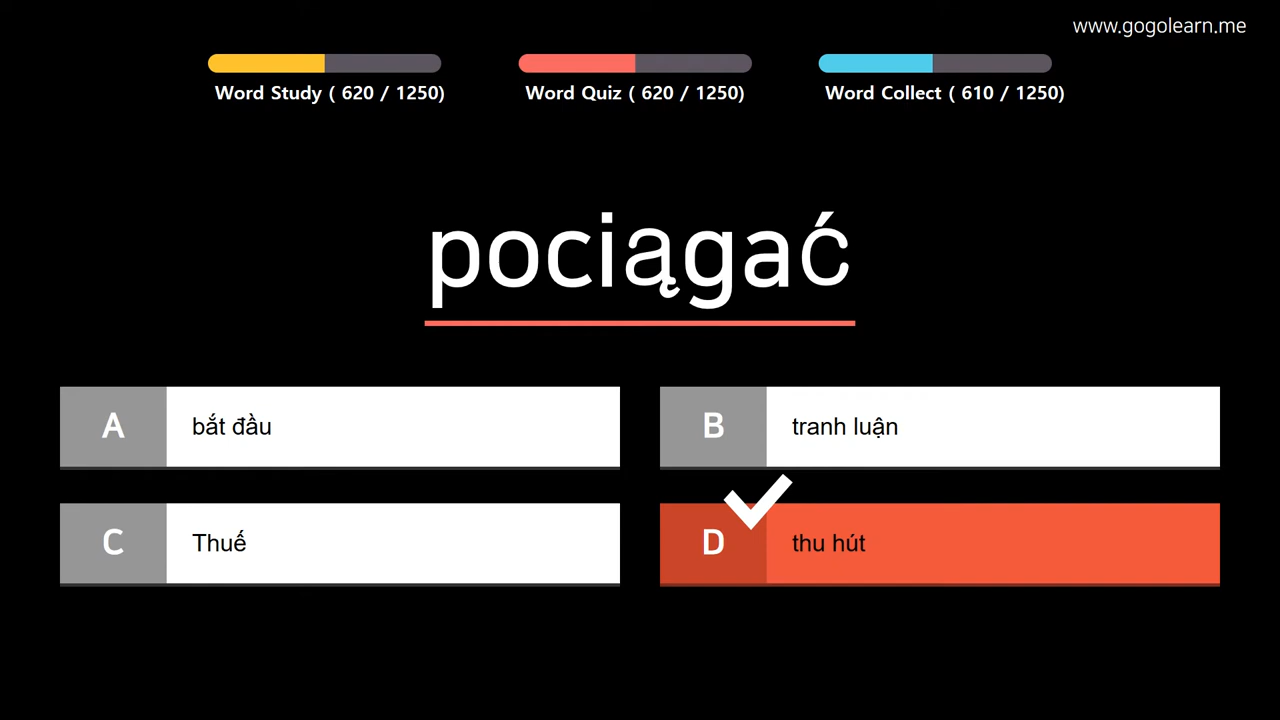 www.gogolearn.me
Word Study ( 620 / 1250)
Word Quiz ( 620 / 1250)
Word Collect ( 610 / 1250)
pociągać
A bắt đầu
B tranh luận
C Thuế
D thu hút